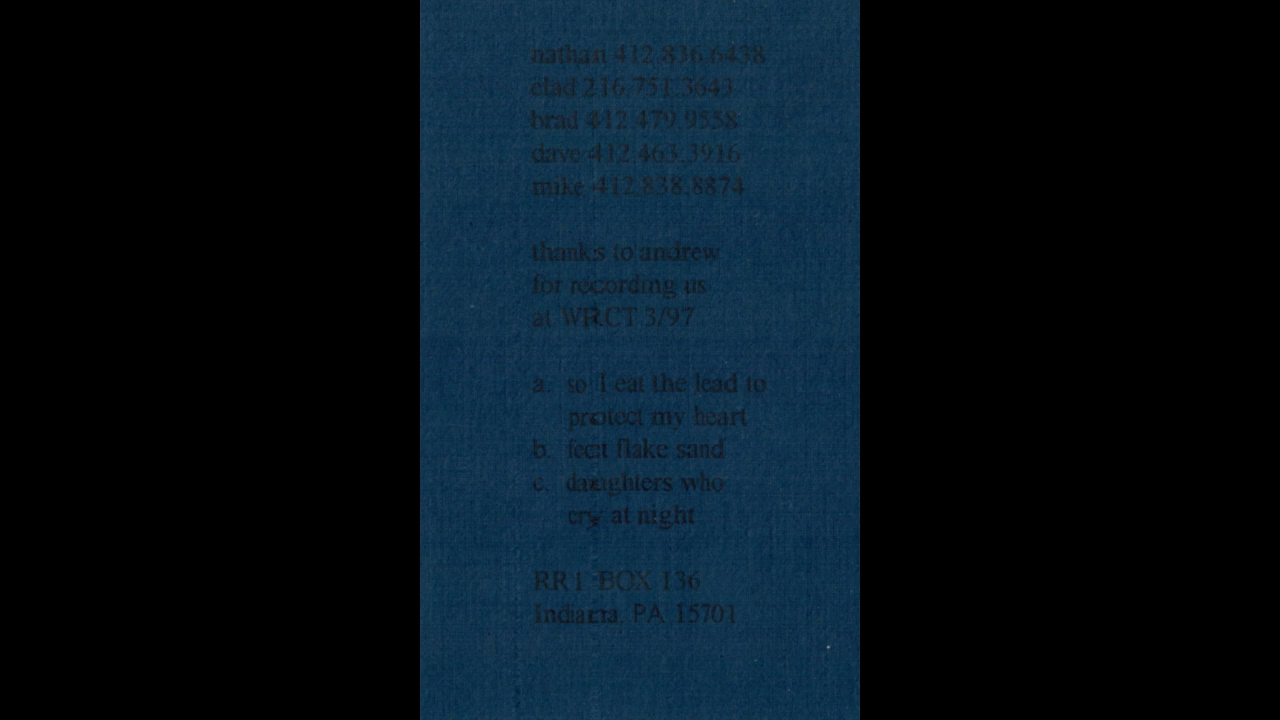 nathan 412.836.6438
elad 216.751.3643
brad 412.479.9558
dave 412.463.3916
mike 412.838.8874
thanks to andrew
for recording us
at WRCT 3/97
a. so I eat the lead to
protect my heart
b. feet flake sand
c. daughters who
cry at night
RR1 BOX 136
Indiana, PA 15701